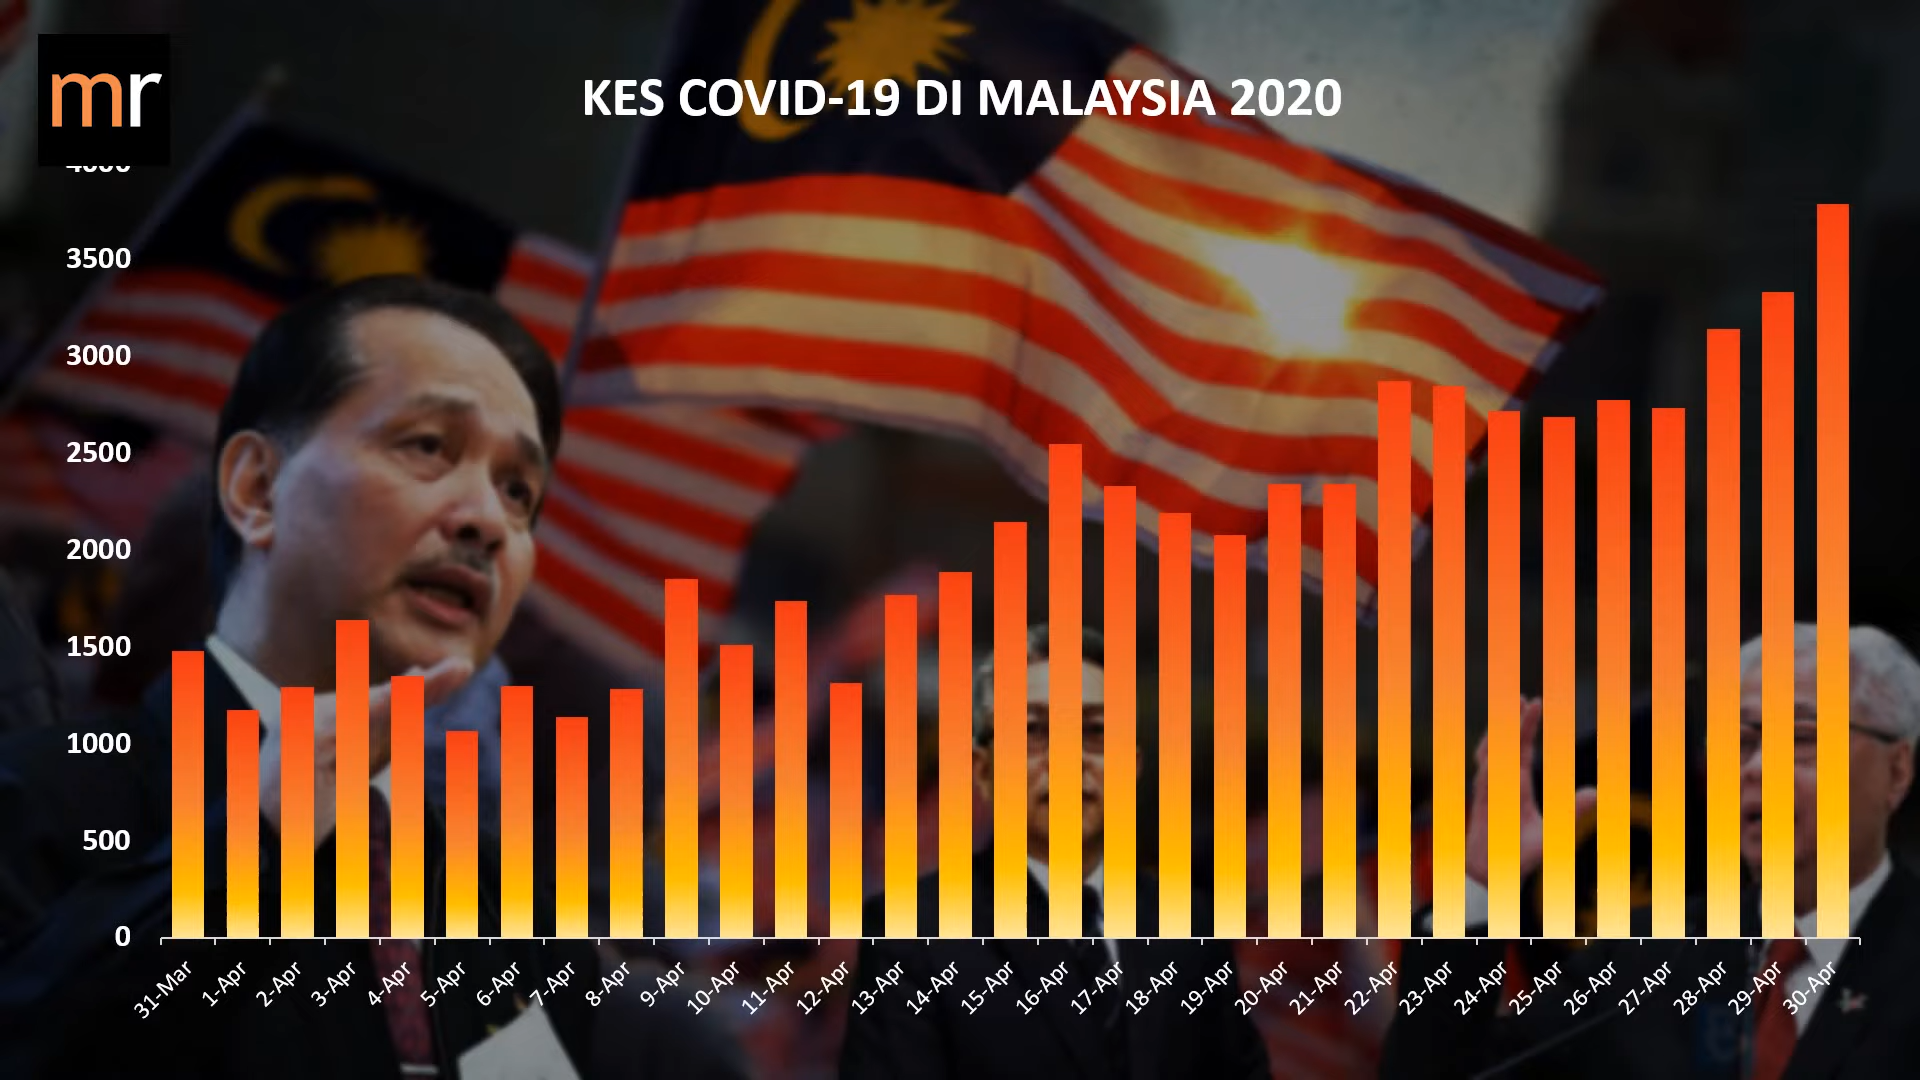 mr
KES COVID-19 DI MALAYSIA 2020
3500
3000
2500
2000
1500
1000
500
0
31-Mar
1-Apr
2-Apr
3-Apr
4-Apr
5-Apr
6-Apr
7-Apr
8-Apr
9-Apr
10-Apr
11-Apr
12-Apr
13-Apr
14-Apr
15-Apr
16-Apr
17-Apr
18-Apr
19-Apr
20-Apr
21-Apr
22-Apr
23-Apr
24-Apr
25-Apr
26-Apr
27-Apr
28-Apr
29-Apr
30-Apr